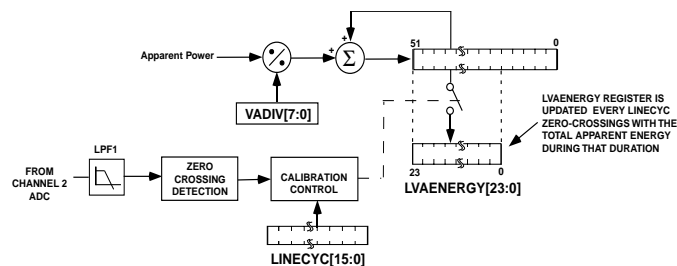 51 0
+
+
Apparent Power
Σ
VADIV[7:0]
LVAENERGY REGISTER IS
UPDATED EVERY LINECYC
ZERO-CROSSINGS WITH THE
TOTAL APPARENT ENERGY
DURING THAT DURATION
LPF1
FROM
CHANNEL 2
ADC
ZERO
CROSSING
DETECTION
CALIBRATION
CONTROL
23 0
LVAENERGY[23:0]
LINECYC[15:0]